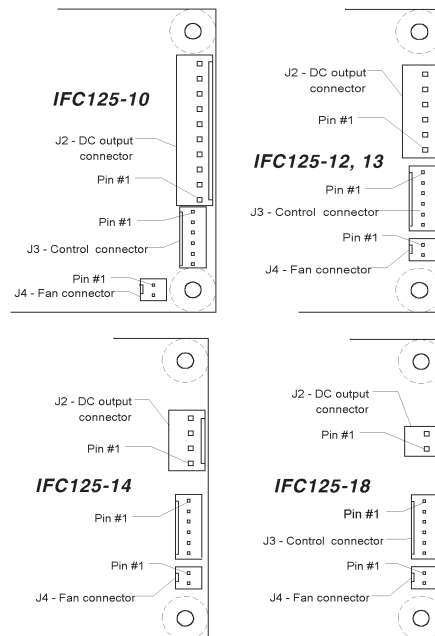 IFC125-10
J2 - DC output
connector
Pin #1
Pin #1
J3 - Control connector
Pin #1
J4 - Fan connector
J2 - DC output
connector
Pin #1
IFC125-12, 13
Pin #1
J3 - Control connector
Pin #1
J4 - Fan connector
J2 - DC output
connector
Pin #1
IFC125-14
Pin #1
Pin #1
J4 - Fan connector
J2 - DC output
connector
Pin #1
IFC125-18
Pin #1
J3 - Control connector
Pin #1
J4 - Fan connector